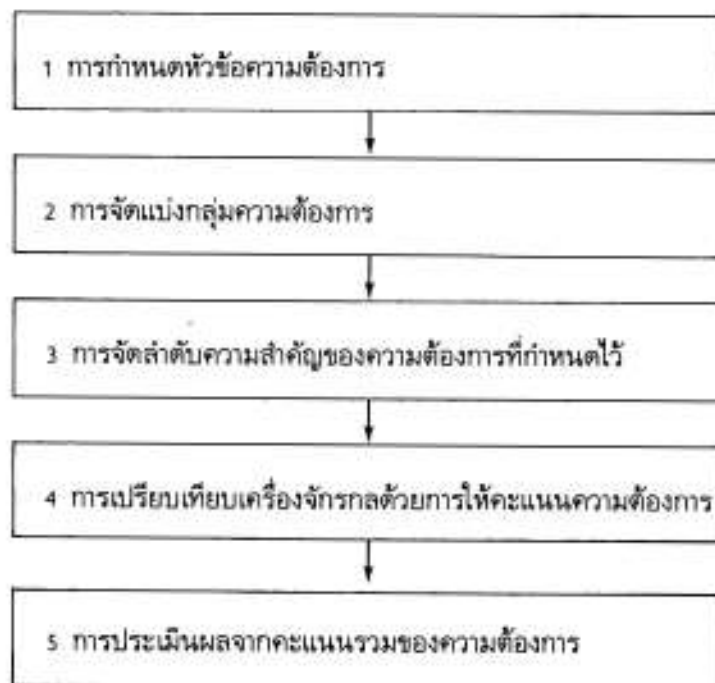 1 การกำหนดหัวข้อความต้องการ
2 การจัดแบ่งกลุ่มความต้องการ
3 การจัดลำดับความสำคัญของความต้องการที่กำหนดไว้
4 การเปรียบเทียบเครื่องจักรกลด้วยการให้คะแนนความต้องการ
5 การประเมินผลจากคะแนนรวมของความต้องการ